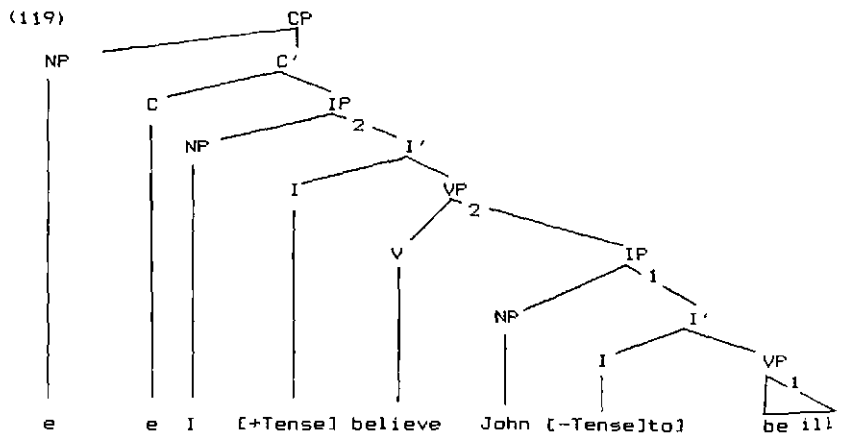 (119) CP
NP C'
C IP
2
NP I'
I VP
2
V IP
1
NP I'
I VP
1
e e I [+Tense] believe John [-Tense]to] be ill